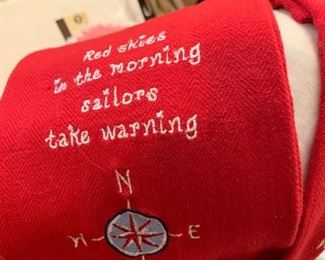 Red skies
in the morning
sailors
take warning
N
W E